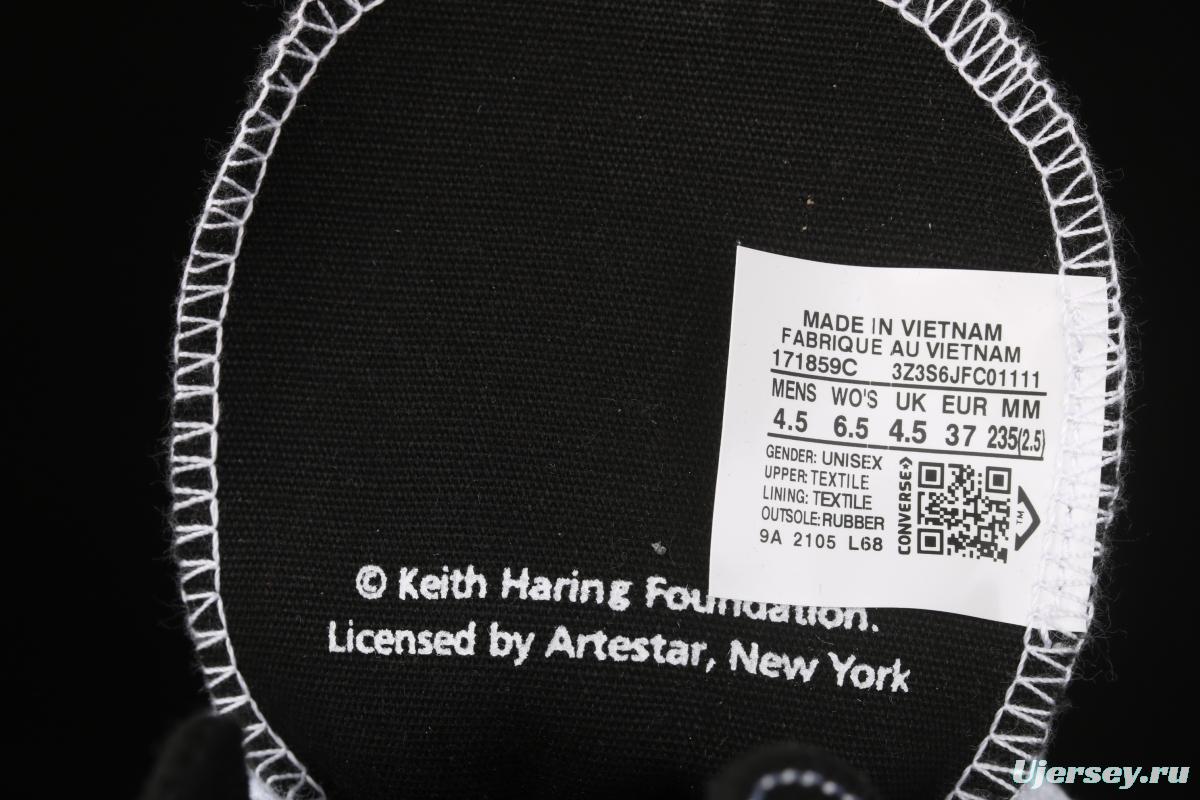 MADE IN VIETNAM
FABRIQUE AU VIETNAM
171859C 3Z3S6JFC01111
MENS WO'S UK EUR MM
4.5 6.5 4.5 37 235(2.5)
GENDER: UNISEX
UPPER: TEXTILE
LINING: TEXTILE
OUTSOLE: RUBBER
9A 2105 L68
CONVERSE
TM
© Keith Haring Foundation.
Licensed by Artestar, New York
Ujersey.ru